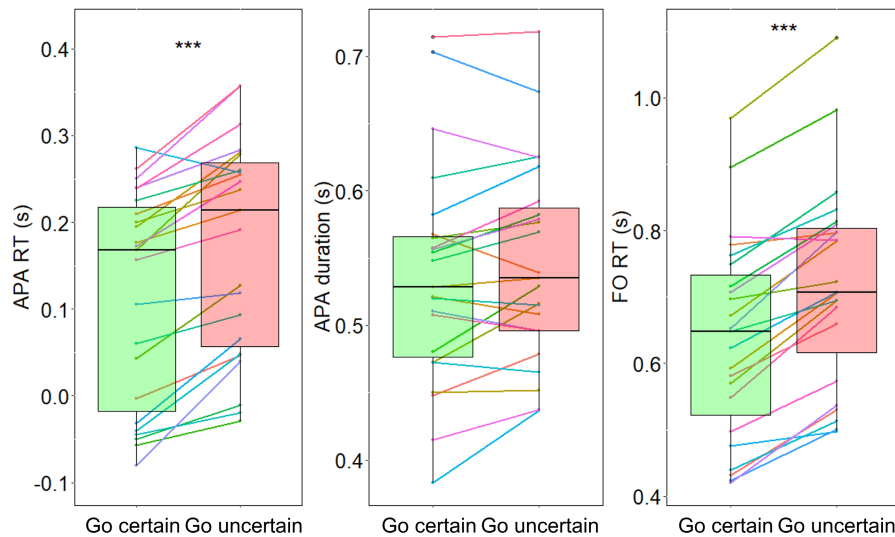 APA RT (s)
0.4
0.3
0.2
0.1
0.0
-0.1
***
Go certain Go uncertain
APA duration (s)
0.7
0.6
0.5
0.4
Go certain Go uncertain
FO RT (s)
1.0
0.8
0.6
0.4
***
Go certain Go uncertain